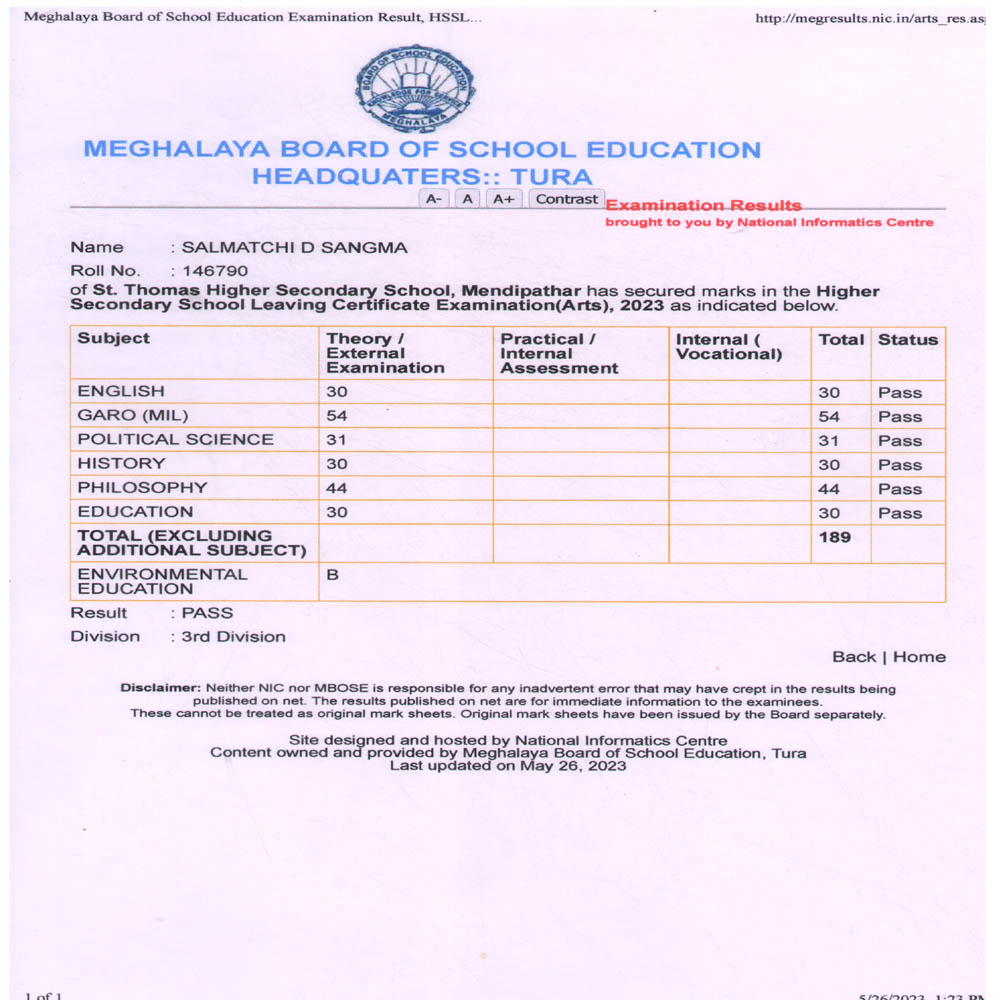 Meghalaya Board of School Education Examination Result, HSSL...
http://megresults.nic.in/arts_res.as
BOARD OF SCHOOL EDUCATION
KNOWLEDGE FOR SERVICE
MEGHALAYA
MEGHALAYA BOARD OF SCHOOL EDUCATION
HEADQUATERS:: TURA
A- A A+ Contrast
Examination Results
brought to you by National Informatics Centre
Name : SALMATCHI D SANGMA
Roll No. : 146790
of St. Thomas Higher Secondary School, Mendipathar has secured marks in the Higher
Secondary School Leaving Certificate Examination(Arts), 2023 as indicated below.
Subject Theory / External Examination Practical / Internal Assessment Internal ( Vocational) Total Status
ENGLISH 30 30 Pass
GARO (MIL) 54 54 Pass
POLITICAL SCIENCE 31 31 Pass
HISTORY 30 30 Pass
PHILOSOPHY 44 44 Pass
EDUCATION 30 30 Pass
TOTAL (EXCLUDING ADDITIONAL SUBJECT) 189
ENVIRONMENTAL EDUCATION B
Result : PASS
Division : 3rd Division
Back | Home
Disclaimer: Neither NIC nor MBOSE is responsible for any inadvertent error that may have crept in the results being
published on net. The results published on net are for immediate information to the examinees.
These cannot be treated as original mark sheets. Original mark sheets have been issued by the Board separately.
Site designed and hosted by National Informatics Centre
Content owned and provided by Meghalaya Board of School Education, Tura
Last updated on May 26, 2023
1 of 1
5/26/2023, 1:23 PM